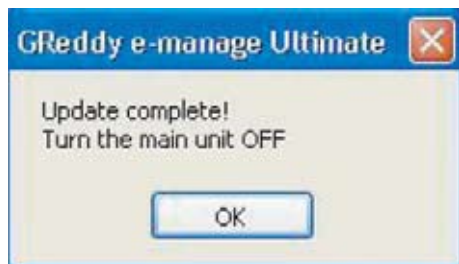 GReddy e-manage Ultimate
Update complete!
Turn the main unit OFF
OK